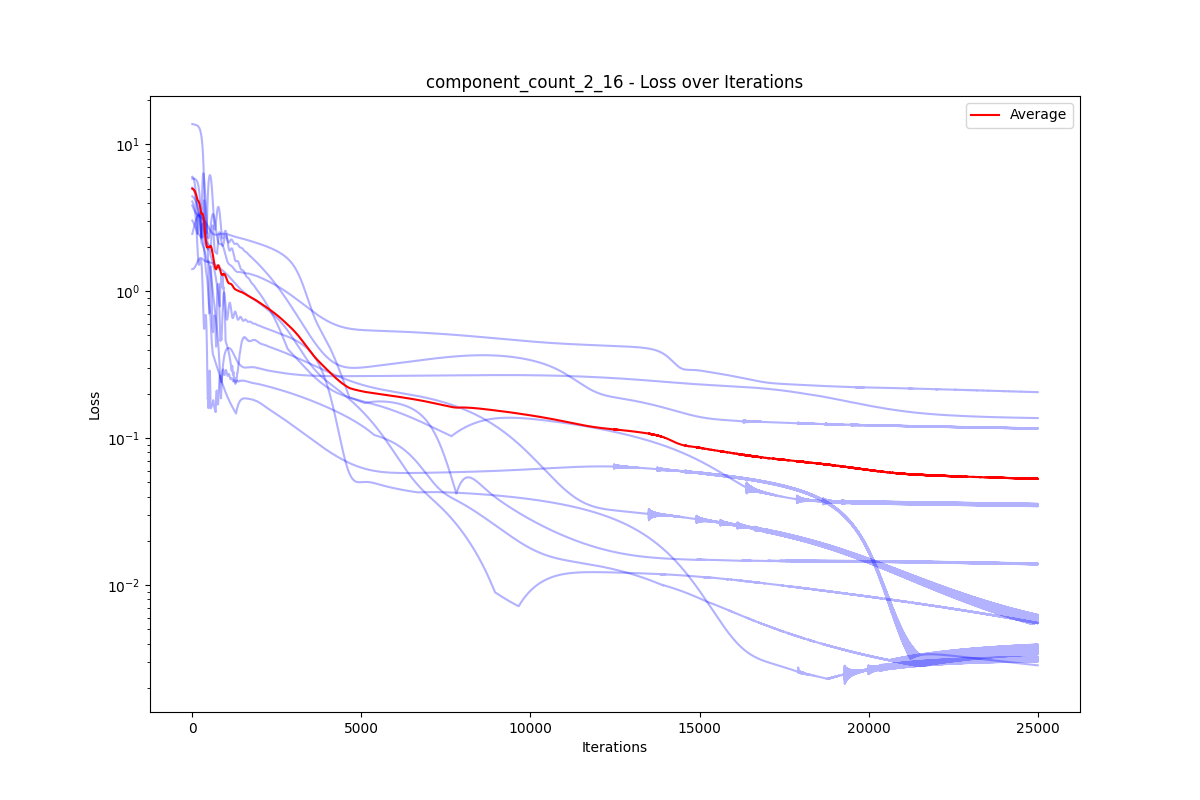 component_count_2_16 - Loss over Iterations
Average
10¹
10⁰
10⁻¹
10⁻²
Loss
0 5000 10000 15000 20000 25000
Iterations